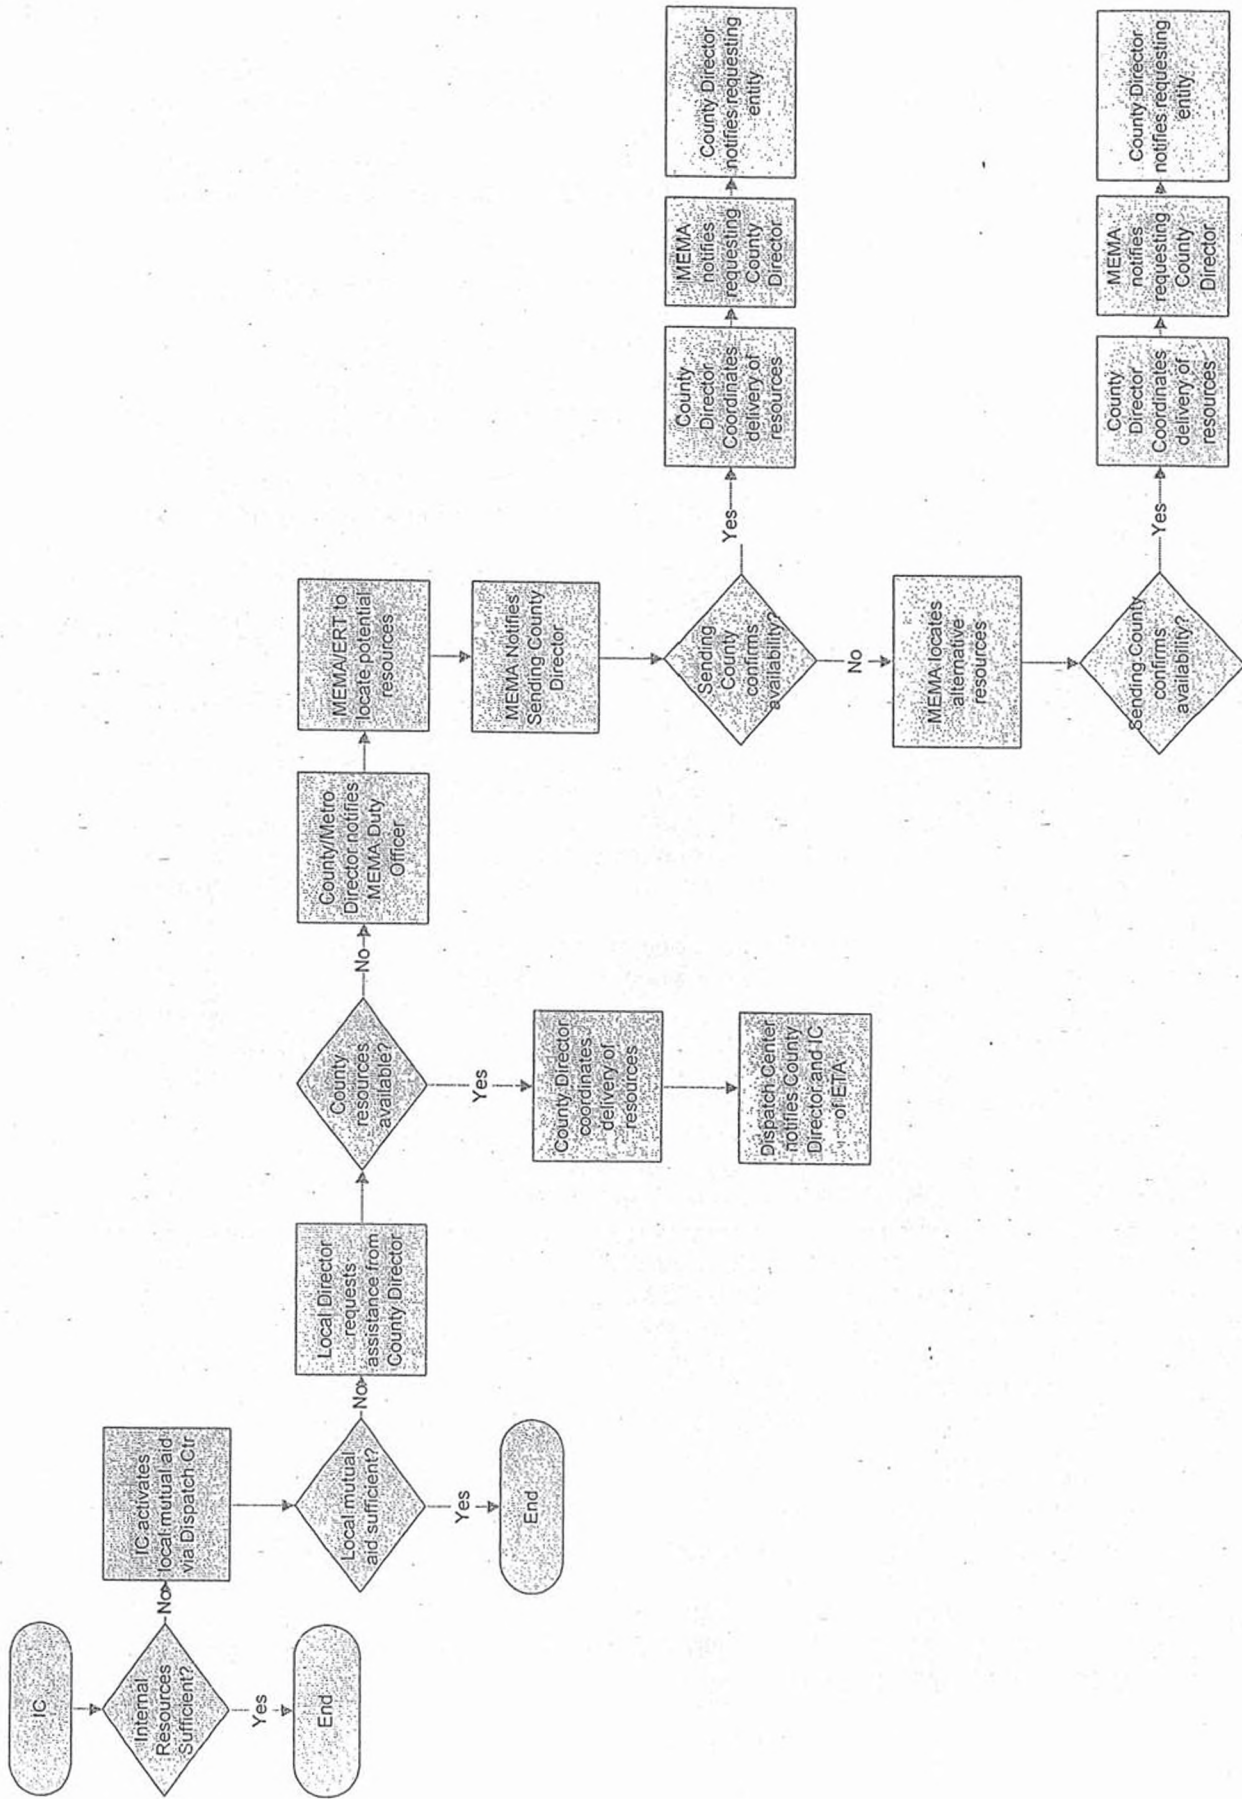 IC
Internal
Resources
Sufficient?
No
Yes
End
IC activates
local mutual aid
via Dispatch Ctr
Local mutual
aid sufficient?
No
Yes
End
Local Director
requests
assistance from
County Director
County
resources
available?
No
Yes
County Director
coordinates
delivery of
resources
Dispatch Center
notifies County
Director and IC
of ETA
County/Metro
Director notifies
MEMA Duty
Officer
MEMA/ERT to
locate potential
resources
MEMA Notifies
Sending County
Director
Sending
County
confirms
availability?
Yes
County
Director
Coordinates
delivery of
resources
MEMA
notifies
requesting
County
Director
County Director
notifies requesting
entity
No
MEMA locates
alternative
resources
Sending County
confirms
availability?
Yes
County
Director
Coordinates
delivery of
resources
MEMA
notifies
requesting
County
Director
County Director
notifies requesting
entity